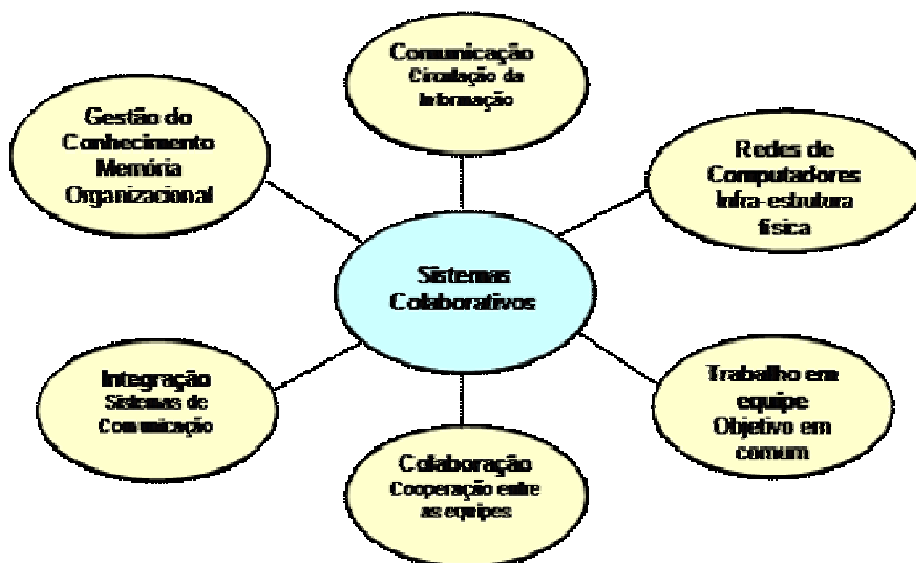 Comunicação
Circulação da
Informação
Gestão do
Conhecimento
Memória
Organizacional
Redes de
Computadores
Infra-estrutura
física
Sistemas
Colaborativos
Integração
Sistemas de
Comunicação
Trabalho em
equipe
Objetivo em
comum
Colaboração
Cooperação entre
as equipes